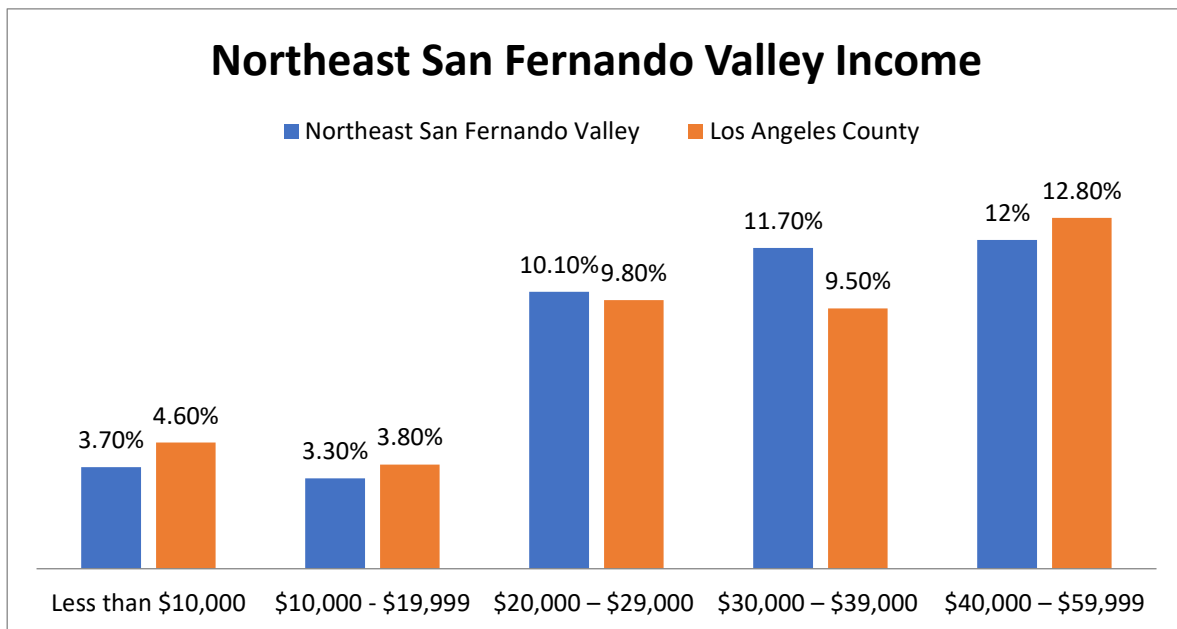 Northeast San Fernando Valley Income
Northeast San Fernando Valley Los Angeles County
3.70% 4.60% 3.30% 3.80% 10.10% 9.80% 11.70% 9.50% 12% 12.80%
Less than $10,000 $10,000 - $19,999 $20,000 – $29,000 $30,000 – $39,000 $40,000 – $59,999